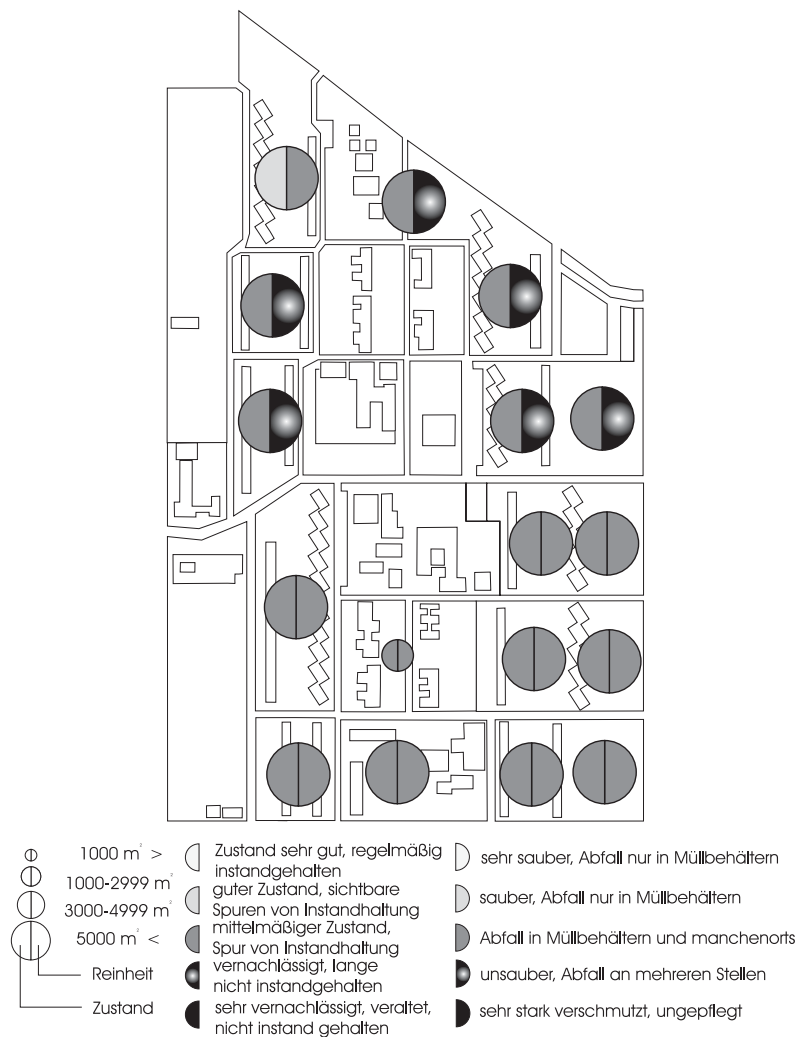 1000 m² >
1000-2999 m²
3000-4999 m²
5000 m² <
Reinheit
Zustand
Zustand sehr gut, regelmäßig
instandgehalten
guter Zustand, sichtbare
Spuren von Instandhaltung
mittelmäßiger Zustand,
Spur von Instandhaltung
vernachlässigt, lange
nicht instandgehalten
sehr vernachlässigt, veraltet,
nicht instand gehalten
sehr sauber, Abfall nur in Müllbehältern
sauber, Abfall nur in Müllbehältern
Abfall in Müllbehältern und manchenorts
unsauber, Abfall an mehreren Stellen
sehr stark verschmutzt, ungepflegt